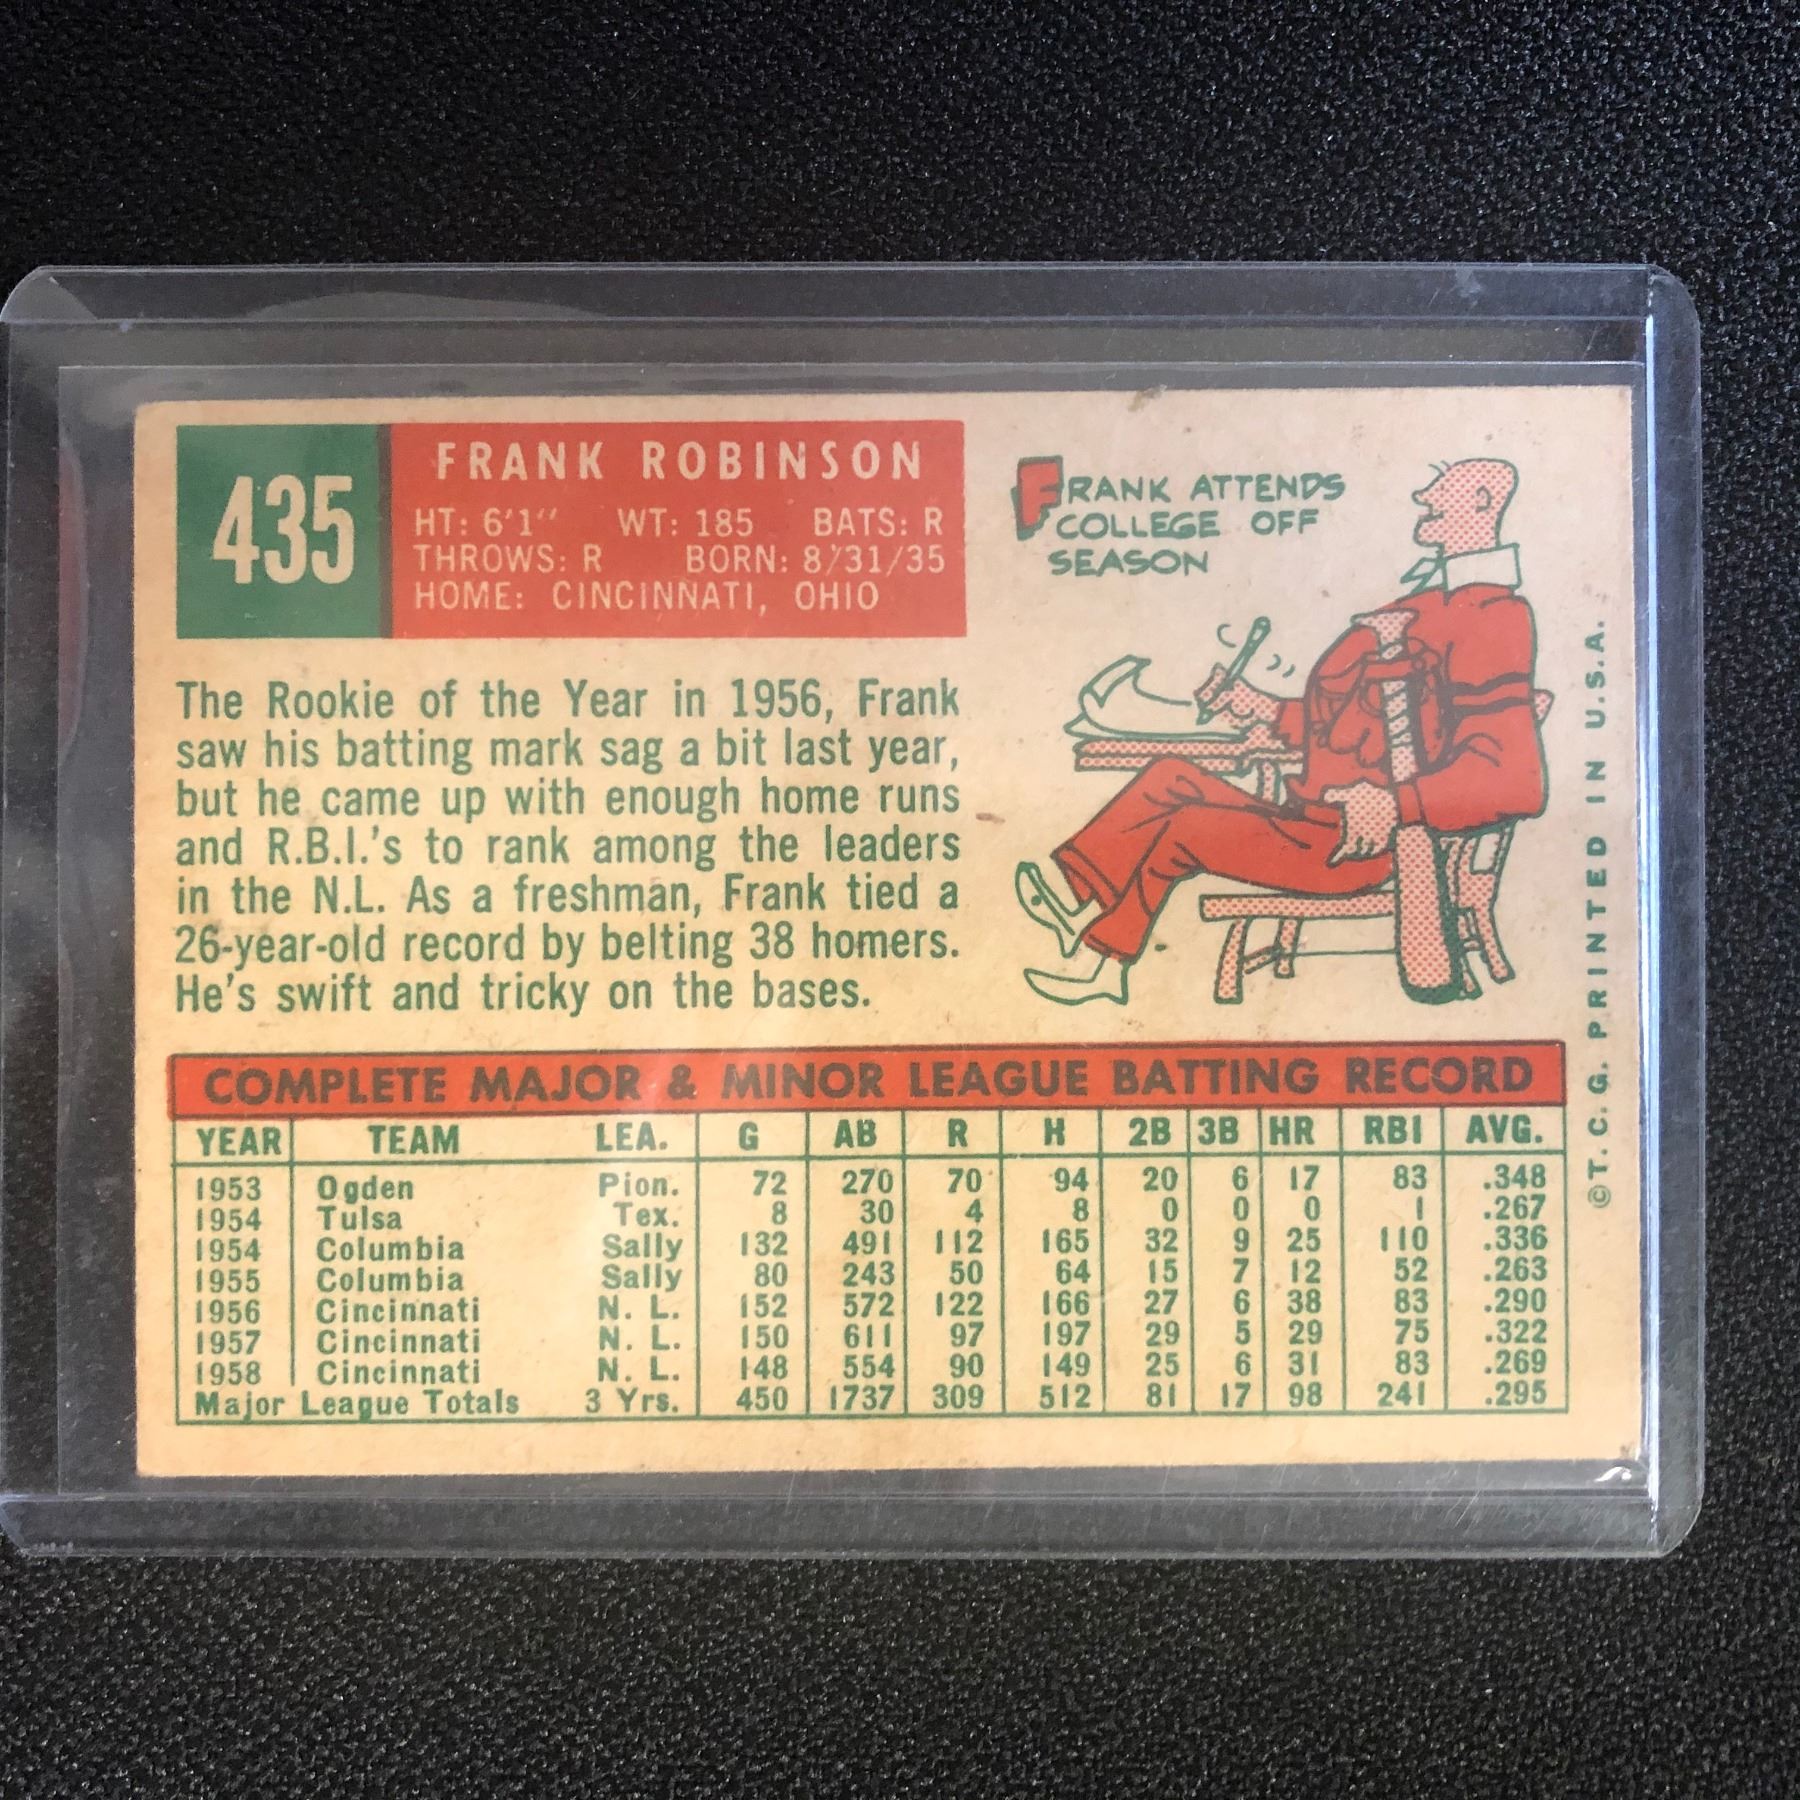 435
FRANK ROBINSON
HT: 6'1" WT: 185 BATS: R
THROWS: R BORN: 8/31/35
HOME: CINCINNATI, OHIO
FRANK ATTENDS
COLLEGE OFF
SEASON
The Rookie of the Year in 1956, Frank
saw his batting mark sag a bit last year,
but he came up with enough home runs
and R.B.I.'s to rank among the leaders
in the N.L. As a freshman, Frank tied a
26-year-old record by belting 38 homers.
He's swift and tricky on the bases.
COMPLETE MAJOR & MINOR LEAGUE BATTING RECORD
YEAR TEAM LEA. G AB R H 2B 3B HR RBI AVG.
1953 Ogden Pion. 72 270 70 94 20 6 17 83 .348
1954 Tulsa Tex. 8 30 4 8 0 0 0 1 .267
1954 Columbia Sally 132 491 112 165 32 9 25 110 .336
1955 Columbia Sally 80 243 50 64 15 7 12 52 .263
1956 Cincinnati N. L. 152 572 122 166 27 6 38 83 .290
1957 Cincinnati N. L. 150 611 97 197 29 5 29 75 .322
1958 Cincinnati N. L. 148 554 90 149 25 6 31 83 .269
Major League Totals 3 Yrs. 450 1737 309 512 81 17 98 241 .295
©T. C. G. PRINTED IN U.S.A.